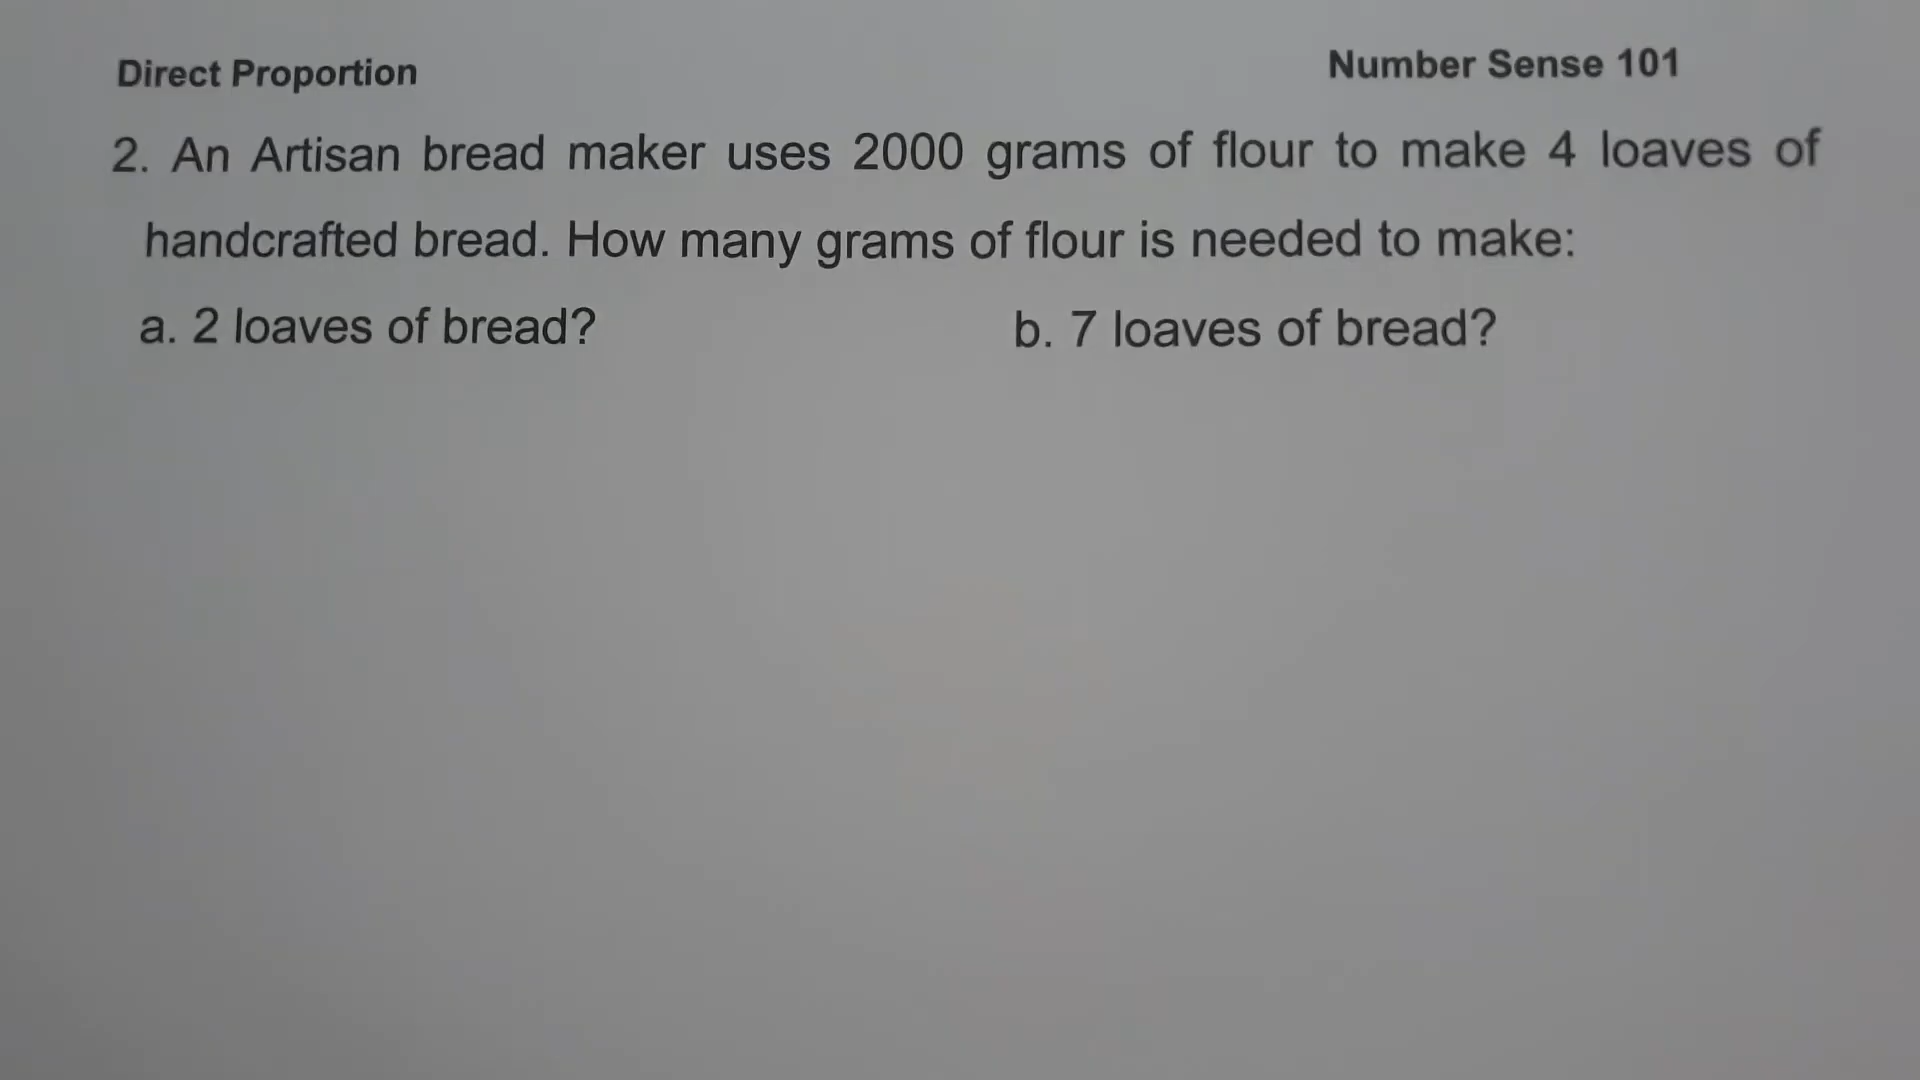 Direct Proportion
Number Sense 101
2. An Artisan bread maker uses 2000 grams of flour to make 4 loaves of
handcrafted bread. How many grams of flour is needed to make:
a. 2 loaves of bread?
b. 7 loaves of bread?